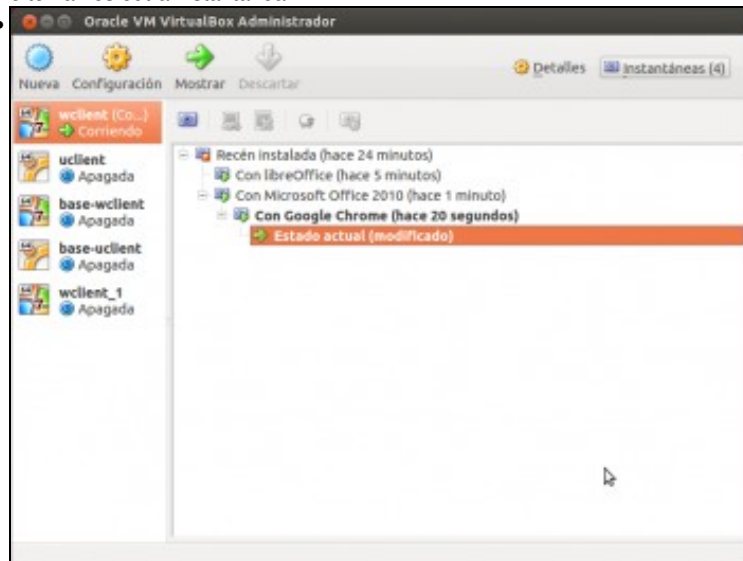 Oracle VM VirtualBox Administrador
Nueva Configuración Mostrar Descartar
Detalles Instantáneas (4)
wclient (Co...)
Corriendo
uclient
Apagada
base-wclient
Apagada
base-uclient
Apagada
wclient_1
Apagada
Recén instalada (hace 24 minutos)
Con libreOffice (hace 5 minutos)
Con Microsoft Office 2010 (hace 1 minuto)
Con Google Chrome (hace 20 segundos)
Estado actual (modificado)